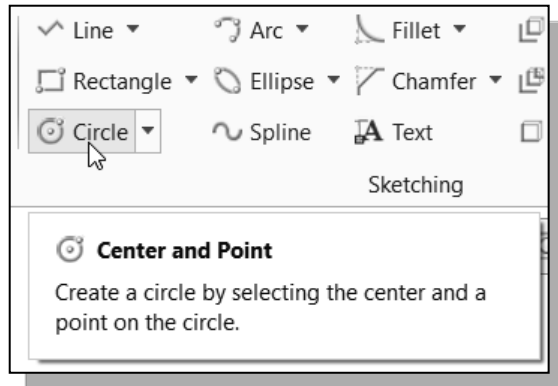 Line Arc Fillet
Rectangle Ellipse Chamfer
Circle Spline Text
Sketching
Center and Point
Create a circle by selecting the center and a
point on the circle.